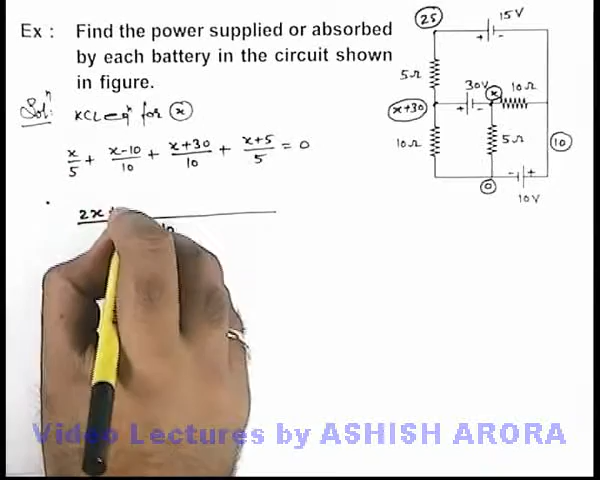 Ex : Find the power supplied or absorbed
by each battery in the circuit shown
in figure.
Solⁿ: KCL eqⁿ for (x)
x/5 + x-10/10 + x+30/10 + x+5/5 = 0
2x +
25
15V
5Ω
30V
x
10Ω
x+30
10Ω
5Ω
10
0
10V
Video Lectures by ASHISH ARORA